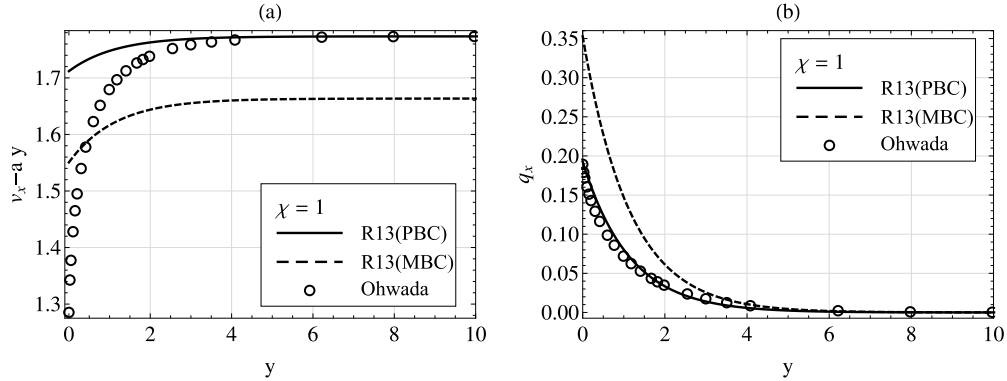 (a)
1.7
1.6
1.5
1.4
1.3
v_x−a y
χ = 1
R13(PBC)
R13(MBC)
Ohwada
0 2 4 6 8 10
y
(b)
0.35
0.30
0.25
0.20
0.15
0.10
0.05
0.00
q_x
χ = 1
R13(PBC)
R13(MBC)
Ohwada
0 2 4 6 8 10
y